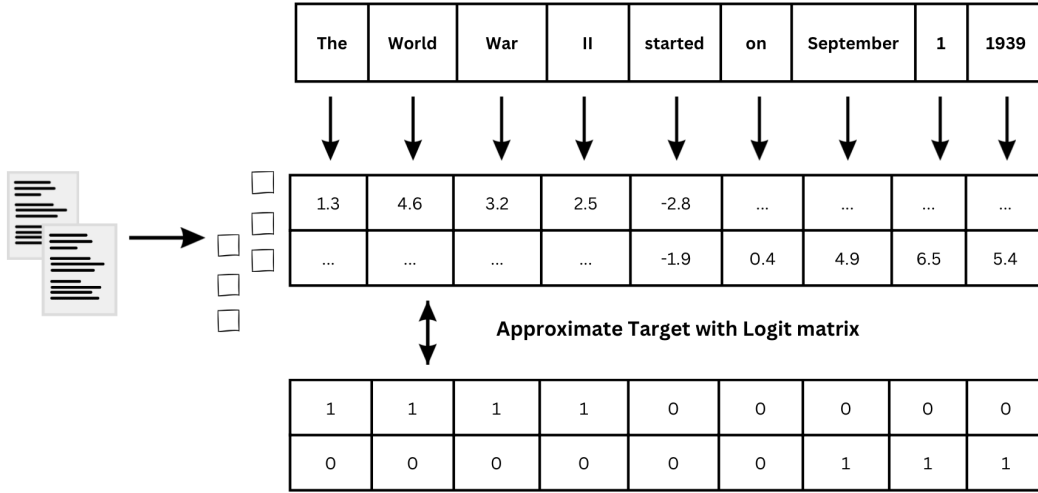 The World War II started on September 1 1939
1.3 4.6 3.2 2.5 -2.8 ... ... ... ...
... ... ... ... -1.9 0.4 4.9 6.5 5.4
Approximate Target with Logit matrix
1 1 1 1 0 0 0 0 0
0 0 0 0 0 0 1 1 1